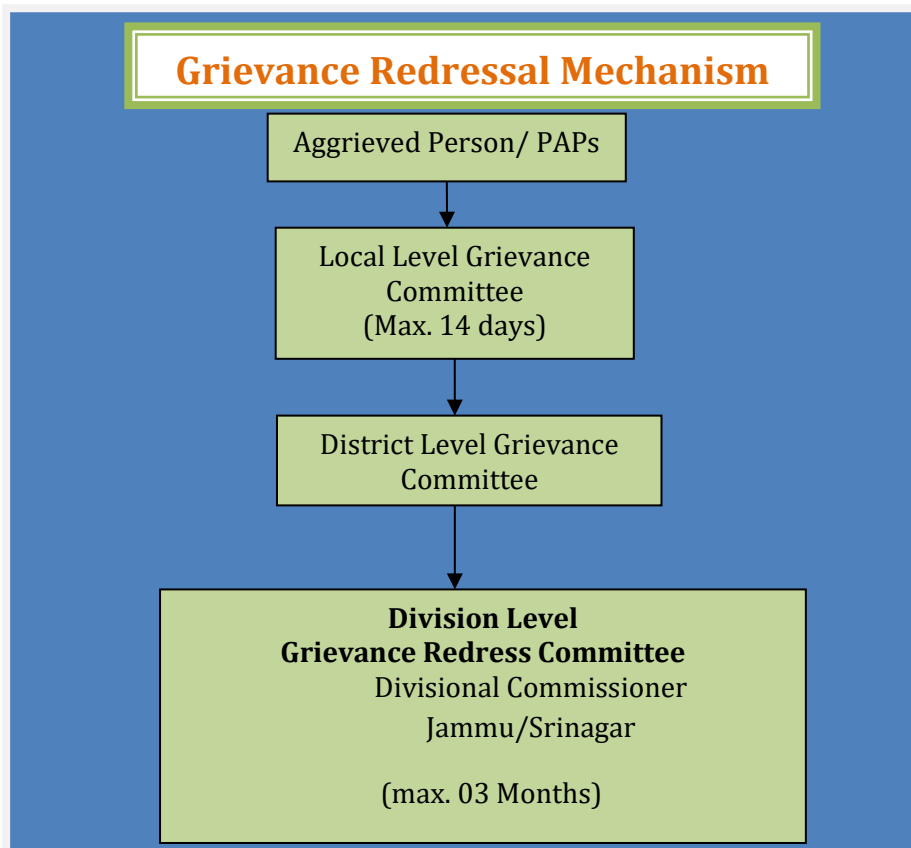 Grievance Redressal Mechanism
Aggrieved Person/ PAPs
Local Level Grievance
Committee
(Max. 14 days)
District Level Grievance
Committee
Division Level
Grievance Redress Committee
Divisional Commissioner
Jammu/Srinagar
(max. 03 Months)